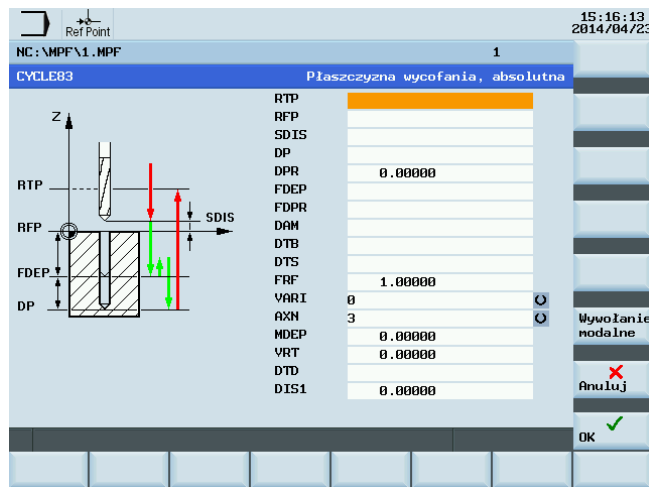 Ref Point
15:16:13
2014/04/23
NC:\MPF\1.MPF 1
CYCLE83 Płaszczyzna wycofania, absolutna
Z
RTP
RFP
SDIS
FDEP
DP
RTP
RFP
SDIS
DP
DPR 0.00000
FDEP
FDPR
DAM
DTB
DTS
FRF 1.00000
VARI 0
AXN 3
MDEP 0.00000
VRT 0.00000
DTD
DIS1 0.00000
Wywołanie
modalne
Anuluj
OK